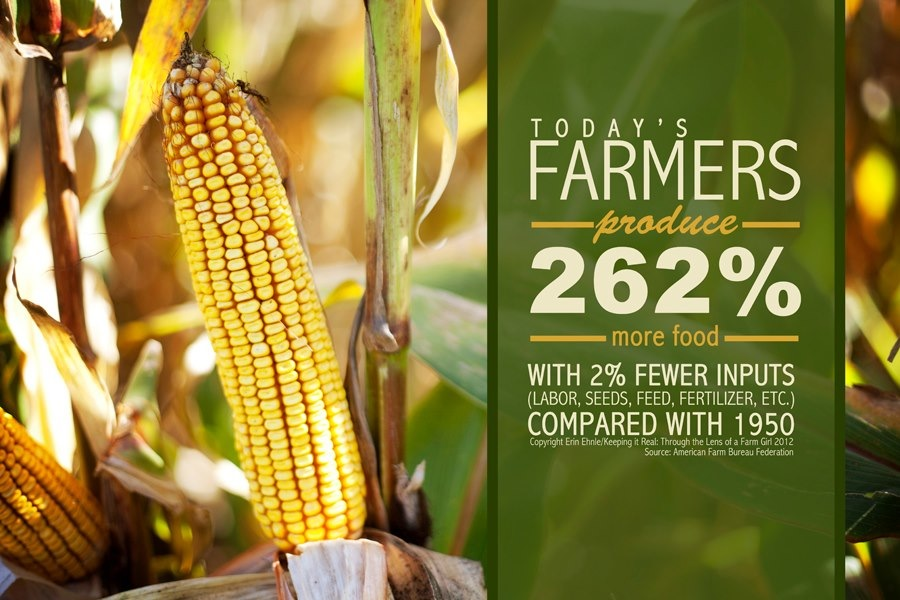 TODAY'S
FARMERS
produce
262%
more food
WITH 2% FEWER INPUTS
(LABOR, SEEDS, FEED, FERTILIZER, ETC.)
COMPARED WITH 1950
Copyright Erin Ehnle/Keeping it Real: Through the Lens of a Farm Girl 2012
Source: American Farm Bureau Federation